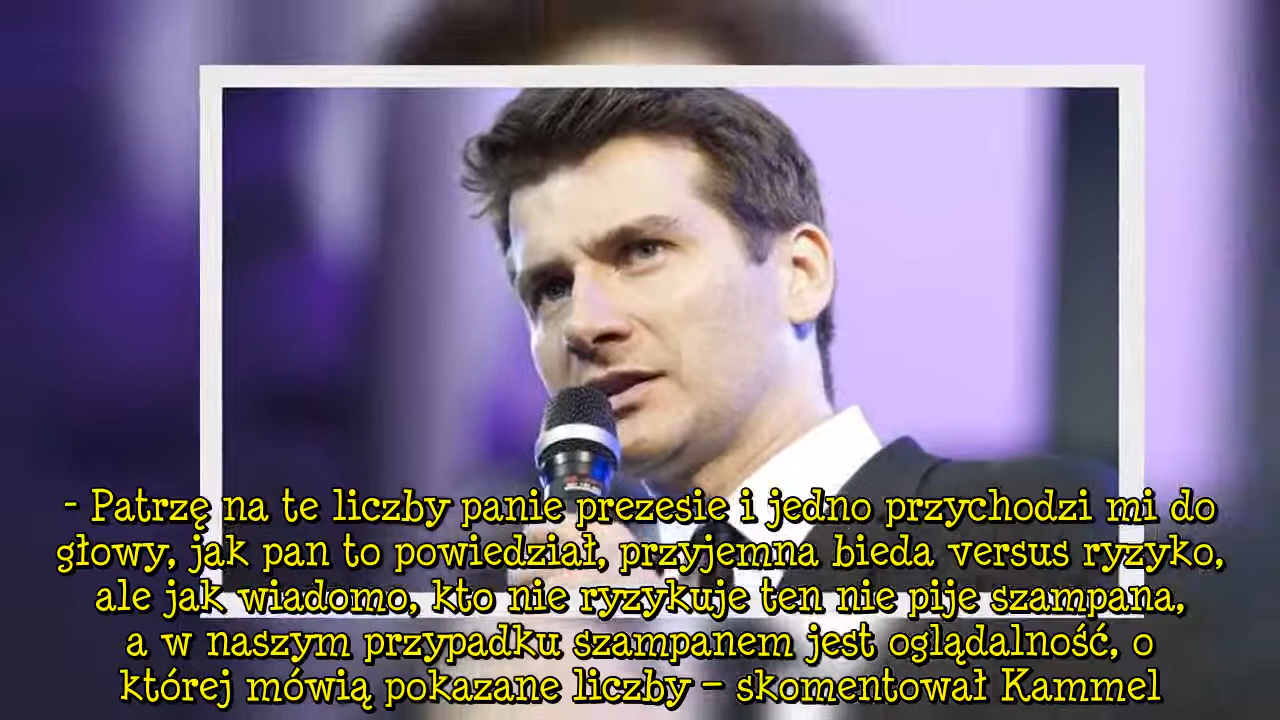 - Patrzę na te liczby panie prezesie i jedno przychodzi mi do
głowy, jak pan to powiedział, przyjemna bieda versus ryzyko,
ale jak wiadomo, kto nie ryzykuje ten nie pije szampana,
a w naszym przypadku szampanem jest oglądalność, o
której mówią pokazane liczby – skomentował Kammel